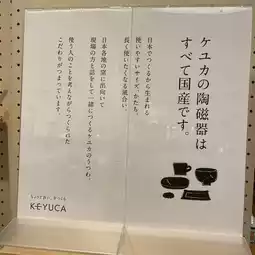 ケユカの陶磁器は
すべて国産です。
日本でつくるから生まれる
使いやすいサイズ、かたち。
長く使いたくなる風合い。
日本各地の窯に出向いて
現場の方と話をして一緒につくるケユカのうつわ。
使う人のことを考えながらつくられた
こだわりがつまっています。
KEYUCA